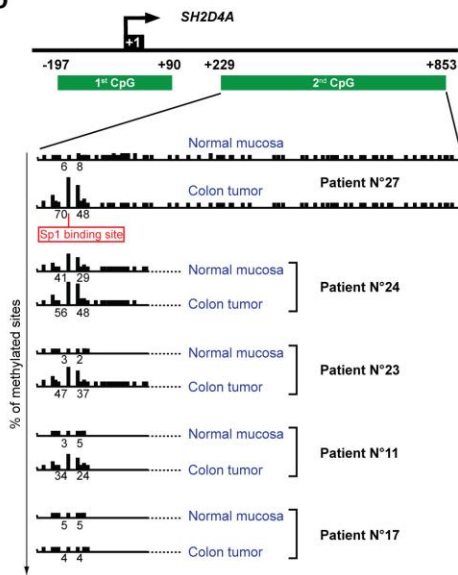 SH2D4A
+1
-197 +90 +229 +853
1st CpG 2nd CpG
Normal mucosa
6 8
Patient N°27
Colon tumor
70 48
Sp1 binding site
Normal mucosa
41 29
Patient N°24
Colon tumor
56 48
Normal mucosa
3 2
Patient N°23
Colon tumor
47 37
Normal mucosa
3 5
Patient N°11
Colon tumor
34 24
Normal mucosa
5 5
Patient N°17
Colon tumor
4 4
% of methylated sites